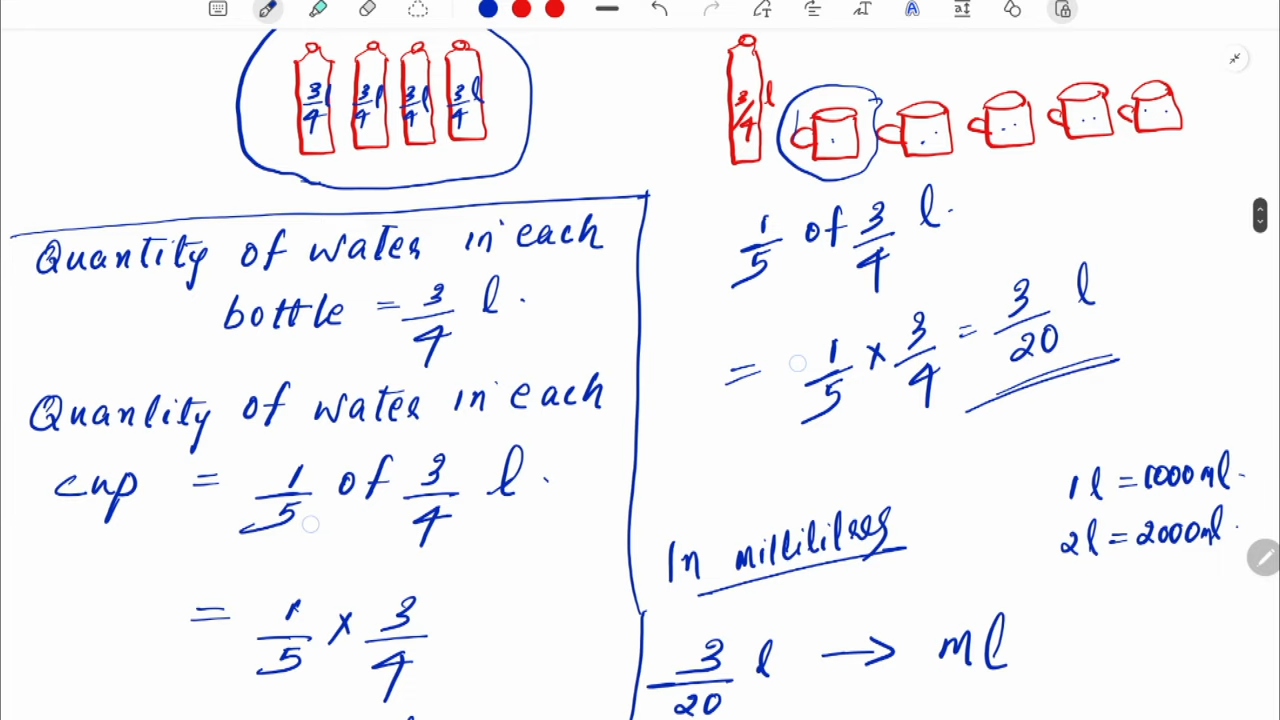 3/4 l 3/4 l 3/4 l 3/4 l
3/4 l
Quantity of water in each
bottle = 3/4 l.
Quantity of water in each
cup = 1/5 of 3/4 l.
= 1/5 x 3/4
1/5 of 3/4 l.
= 1/5 x 3/4 = 3/20 l
1 l = 1000 ml.
2 l = 2000 ml.
In millilitres
3/20 l → ml